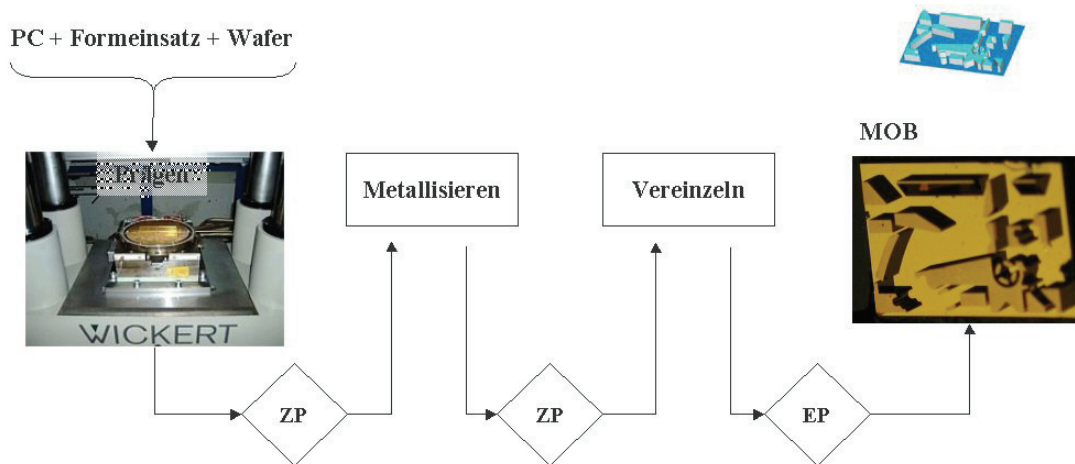 PC + Formeinsatz + Wafer
MOB
Prägen
Metallisieren
Vereinzeln
WICKERT
ZP
ZP
EP